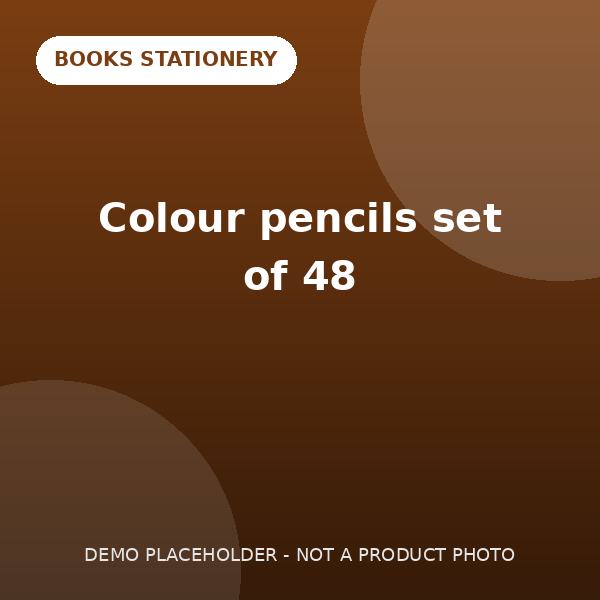 BOOKS STATIONERY
Colour pencils set
of 48
DEMO PLACEHOLDER - NOT A PRODUCT PHOTO